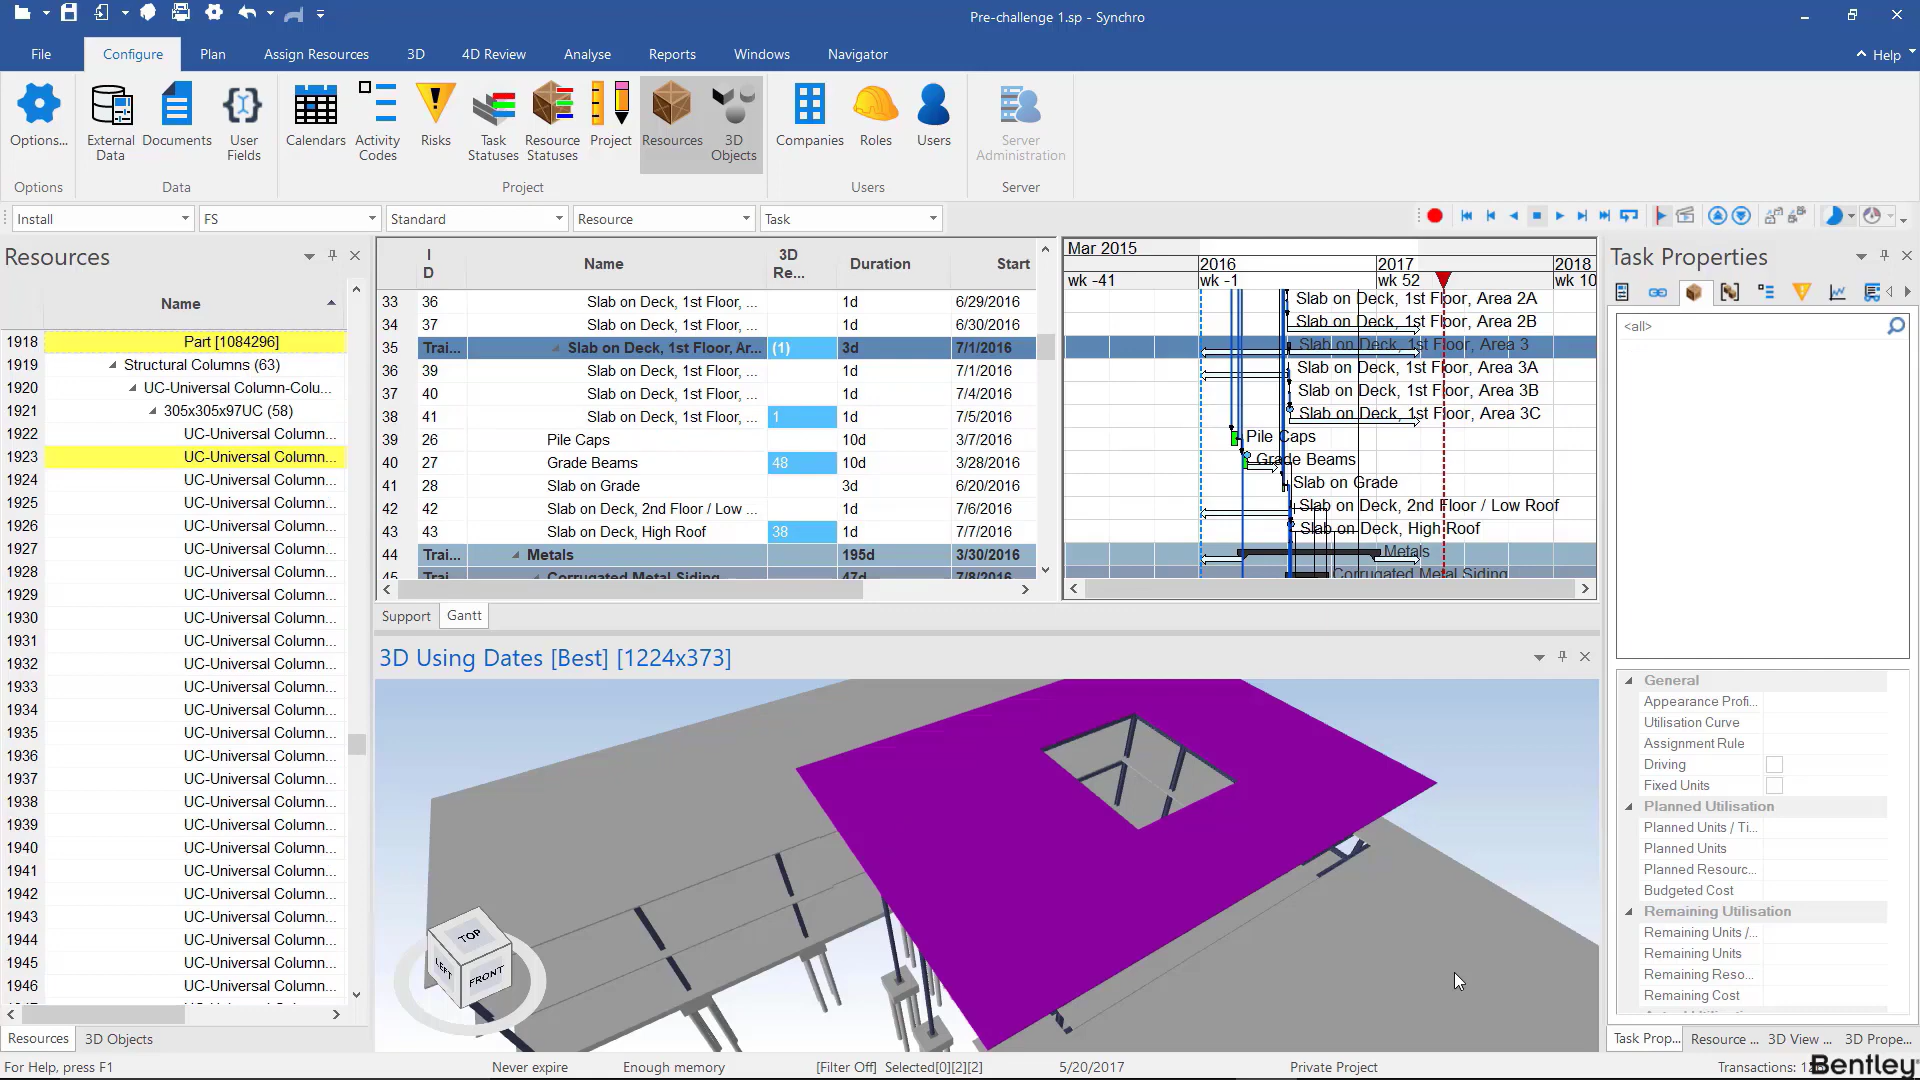 Pre-challenge 1.sp - Synchro
File Configure Plan Assign Resources 3D 4D Review Analyse Reports Windows Navigator Help
Options... External Data Documents User Fields Calendars Activity Codes Risks Task Statuses Resource Statuses Project Resources 3D Objects Companies Roles Users Server Administration
Options Data Project Users Server
Install FS Standard Resource Task
Resources
Name
1918 Part [1084296]
1919 Structural Columns (63)
1920 UC-Universal Column-Colu...
1921 305x305x97UC (58)
1922 UC-Universal Column...
1923 UC-Universal Column...
1924 UC-Universal Column...
1925 UC-Universal Column...
1926 UC-Universal Column...
1927 UC-Universal Column...
1928 UC-Universal Column...
1929 UC-Universal Column...
1930 UC-Universal Column...
1931 UC-Universal Column...
1932 UC-Universal Column...
1933 UC-Universal Column...
1934 UC-Universal Column...
1935 UC-Universal Column...
1936 UC-Universal Column...
1937 UC-Universal Column...
1938 UC-Universal Column...
1939 UC-Universal Column...
1940 UC-Universal Column...
1941 UC-Universal Column...
1942 UC-Universal Column...
1943 UC-Universal Column...
1944 UC-Universal Column...
1945 UC-Universal Column...
1946 UC-Universal Column...
Resources 3D Objects
I D Name 3D Re... Duration Start
33 36 Slab on Deck, 1st Floor, ... 1d 6/29/2016
34 37 Slab on Deck, 1st Floor, ... 1d 6/30/2016
35 Trai... Slab on Deck, 1st Floor, Ar... (1) 3d 7/1/2016
36 39 Slab on Deck, 1st Floor, ... 1d 7/1/2016
37 40 Slab on Deck, 1st Floor, ... 1d 7/4/2016
38 41 Slab on Deck, 1st Floor, ... 1 1d 7/5/2016
39 26 Pile Caps 10d 3/7/2016
40 27 Grade Beams 48 10d 3/28/2016
41 28 Slab on Grade 3d 6/20/2016
42 42 Slab on Deck, 2nd Floor / Low ... 1d 7/6/2016
43 43 Slab on Deck, High Roof 38 1d 7/7/2016
44 Trai... Metals 195d 3/30/2016
45 Trai... Corrugated Metal Siding 47d 7/8/2016
Support Gantt
Mar 2015
2016 2017 2018
wk -41 wk -1 wk 52 wk 10
Slab on Deck, 1st Floor, Area 2A
Slab on Deck, 1st Floor, Area 2B
Slab on Deck, 1st Floor, Area 3
Slab on Deck, 1st Floor, Area 3A
Slab on Deck, 1st Floor, Area 3B
Slab on Deck, 1st Floor, Area 3C
Pile Caps
Grade Beams
Slab on Grade
Slab on Deck, 2nd Floor / Low Roof
Slab on Deck, High Roof
Metals
Corrugated Metal Siding
3D Using Dates [Best] [1224x373]
TOP
LEFT
FRONT
Task Properties
<all>
General
Appearance Profi...
Utilisation Curve
Assignment Rule
Driving
Fixed Units
Planned Utilisation
Planned Units / Ti...
Planned Units
Planned Resourc...
Budgeted Cost
Remaining Utilisation
Remaining Units /...
Remaining Units
Remaining Reso...
Remaining Cost
Task Prop... Resource ... 3D View ... 3D Prope...
For Help, press F1 Never expire Enough memory [Filter Off] Selected[0][2][2] 5/20/2017 Private Project Transactions:
Bentley